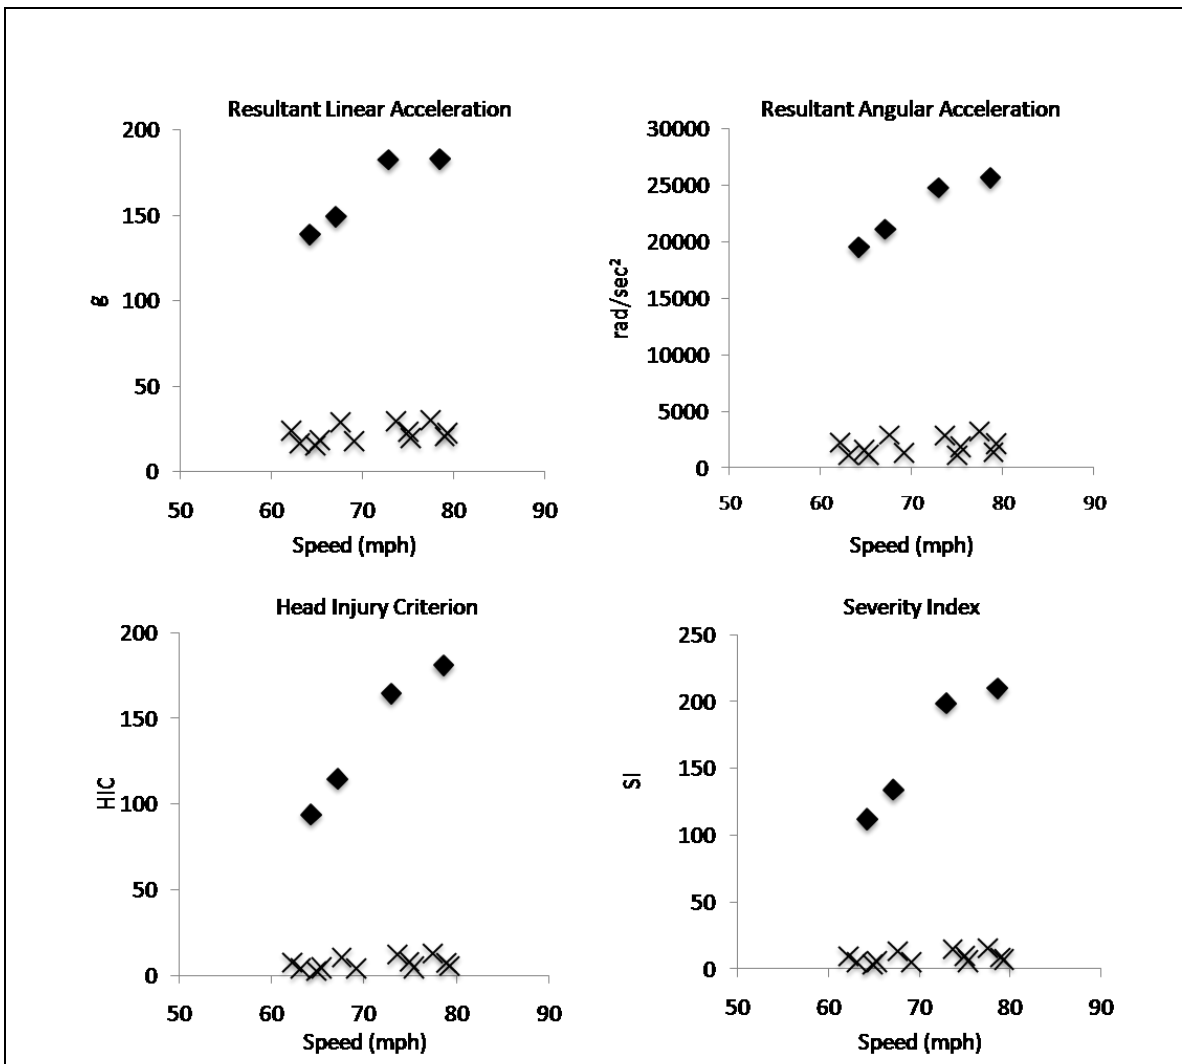 Resultant Linear Acceleration
200
150
100
50
0
g
50 60 70 80 90
Speed (mph)
Resultant Angular Acceleration
30000
25000
20000
15000
10000
5000
0
rad/sec²
50 60 70 80 90
Speed (mph)
Head Injury Criterion
200
150
100
50
0
HIC
50 60 70 80 90
Speed (mph)
Severity Index
250
200
150
100
50
0
SI
50 60 70 80 90
Speed (mph)